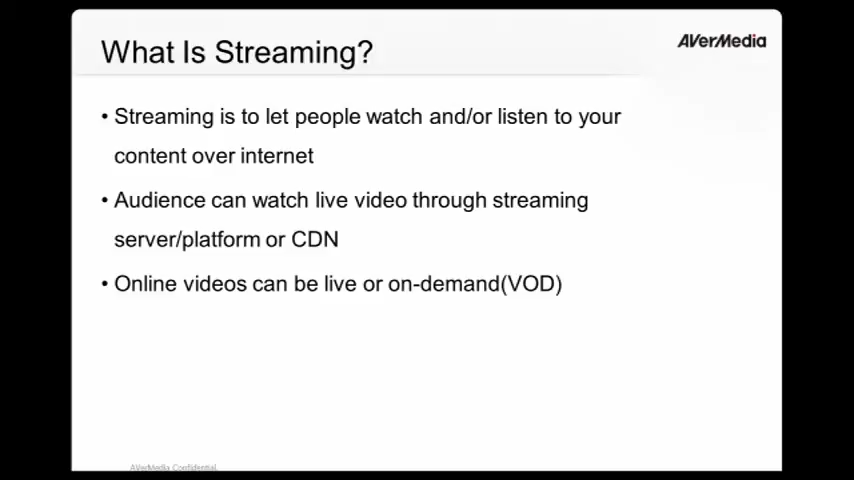 What Is Streaming?
AVerMedia
• Streaming is to let people watch and/or listen to your
content over internet
• Audience can watch live video through streaming
server/platform or CDN
• Online videos can be live or on-demand(VOD)
AVerMedia Confidential.